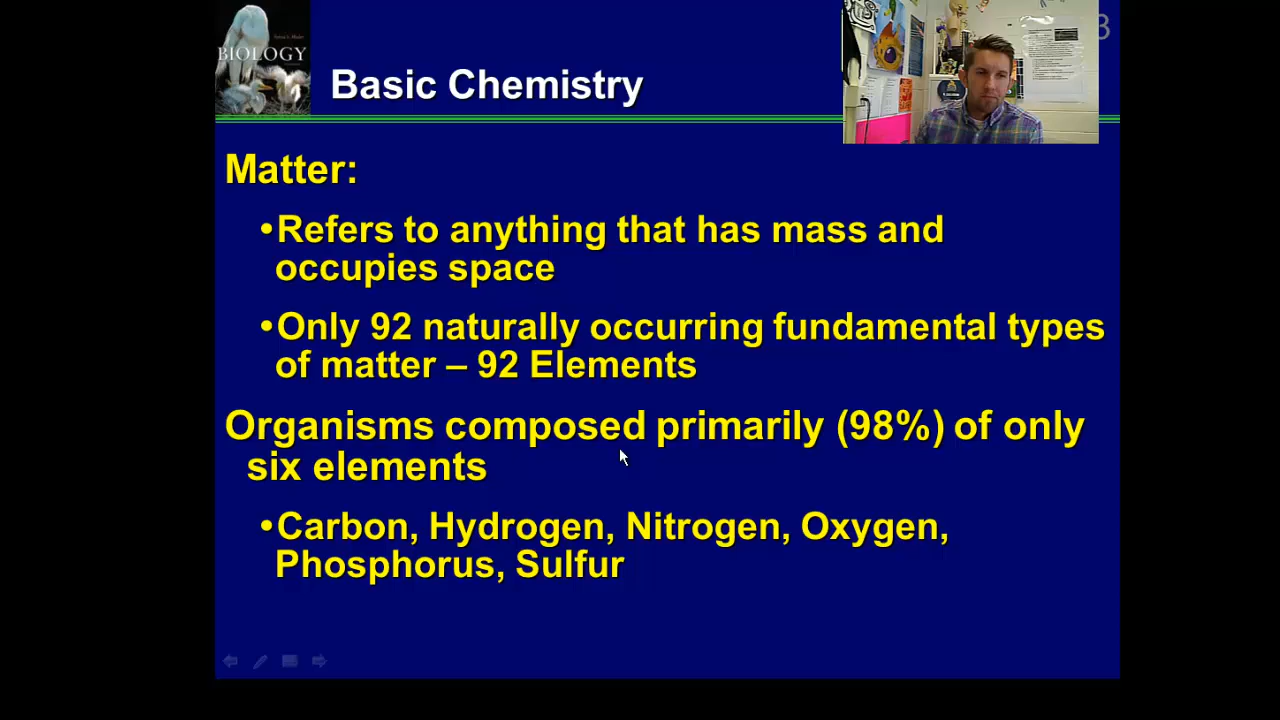 BIOLOGY
3
Basic Chemistry
Matter:
•Refers to anything that has mass and
occupies space
•Only 92 naturally occurring fundamental types
of matter – 92 Elements
Organisms composed primarily (98%) of only
six elements
•Carbon, Hydrogen, Nitrogen, Oxygen,
Phosphorus, Sulfur